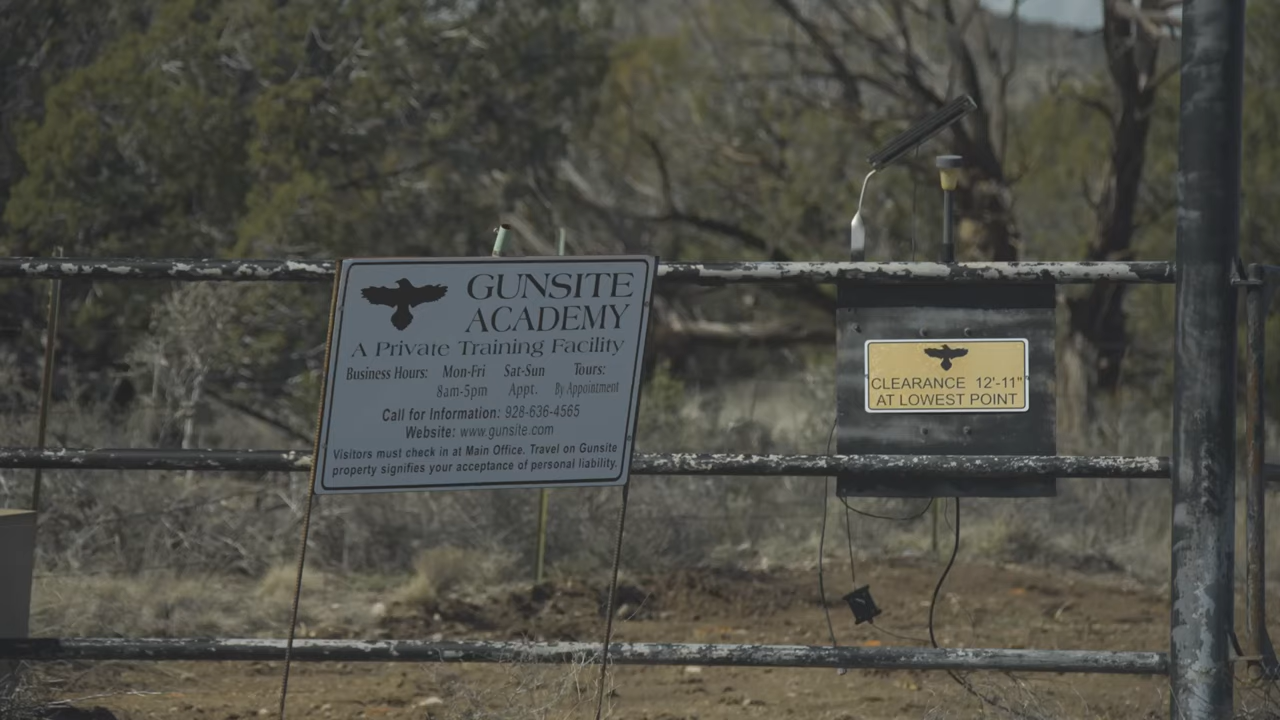 GUNSITE
ACADEMY
A Private Training Facility
Business Hours: Mon-Fri Sat-Sun Tours:
8am-5pm Appt. By Appointment
Call for Information: 928-636-4565
Website: www.gunsite.com
Visitors must check in at Main Office. Travel on Gunsite
property signifies your acceptance of personal liability.
CLEARANCE 12'-11"
AT LOWEST POINT